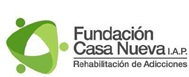 Fundación
Casa Nueva I.A.P.
Rehabilitación de Adicciones